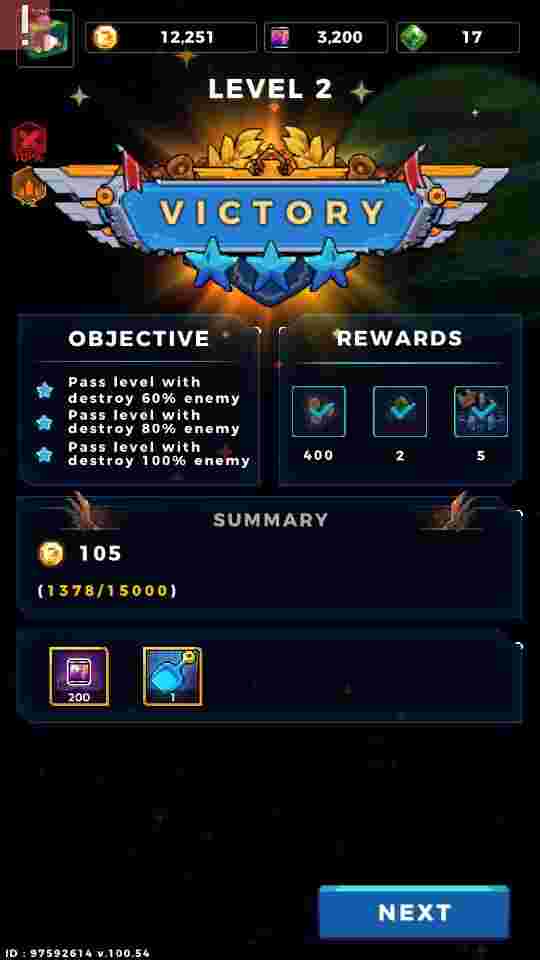 12,251
3,200
17
LEVEL 2
VICTORY
OBJECTIVE
Pass level with
destroy 60% enemy
Pass level with
destroy 80% enemy
Pass level with
destroy 100% enemy
REWARDS
400
2
5
SUMMARY
105
(1378/15000)
200
1
NEXT
ID : 97592614 v.100.54